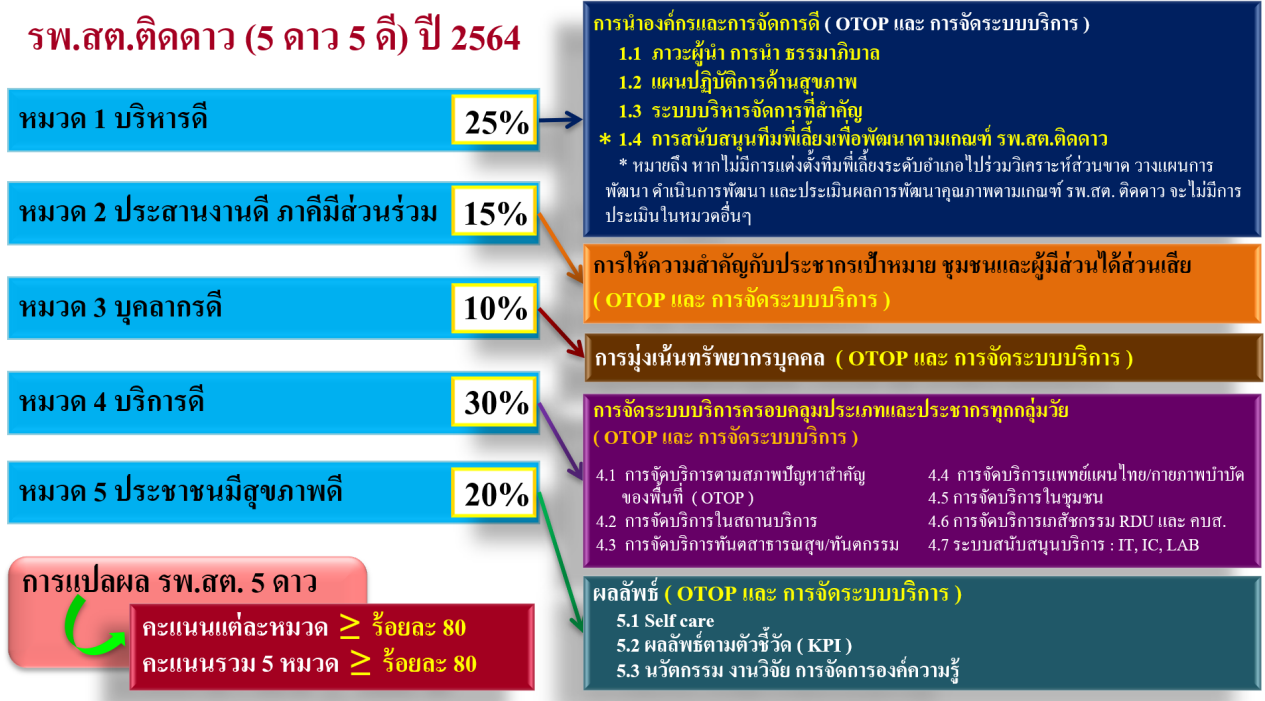 รพ.สต.ติดดาว (5 ดาว 5 ดี) ปี 2564
หมวด 1 บริหารดี 25%
หมวด 2 ประสานงานดี ภาคีมีส่วนร่วม 15%
หมวด 3 บุคลากรดี 10%
หมวด 4 บริการดี 30%
หมวด 5 ประชาชนมีสุขภาพดี 20%
การแปลผล รพ.สต. 5 ดาว
คะแนนแต่ละหมวด ≥ ร้อยละ 80
คะแนนรวม 5 หมวด ≥ ร้อยละ 80
การนำองค์กรและการจัดการดี ( OTOP และ การจัดระบบบริการ )
1.1 ภาวะผู้นำ การนำ ธรรมาภิบาล
1.2 แผนปฏิบัติการด้านสุขภาพ
1.3 ระบบบริหารจัดการที่สำคัญ
* 1.4 การสนับสนุนทีมพี่เลี้ยงเพื่อพัฒนาตามเกณฑ์ รพ.สต.ติดดาว
* หมายถึง หากไม่มีการแต่งตั้งทีมพี่เลี้ยงระดับอำเภอไปร่วมวิเคราะห์ส่วนขาด วางแผนการ
พัฒนา ดำเนินการพัฒนา และประเมินผลการพัฒนาคุณภาพตามเกณฑ์ รพ.สต. ติดดาว จะไม่มีการ
ประเมินในหมวดอื่นๆ
การให้ความสำคัญกับประชากรเป้าหมาย ชุมชนและผู้มีส่วนได้ส่วนเสีย
( OTOP และ การจัดระบบบริการ )
การมุ่งเน้นทรัพยากรบุคคล ( OTOP และ การจัดระบบบริการ )
การจัดระบบบริการครอบคลุมประเภทและประชากรทุกกลุ่มวัย
( OTOP และ การจัดระบบบริการ )
4.1 การจัดบริการตามสภาพปัญหาสำคัญ
ของพื้นที่ ( OTOP )
4.2 การจัดบริการในสถานบริการ
4.3 การจัดบริการทันตสาธารณสุข/ทันตกรรม
4.4 การจัดบริการแพทย์แผนไทย/กายภาพบำบัด
4.5 การจัดบริการในชุมชน
4.6 การจัดบริการเภสัชกรรม RDU และ คบส.
4.7 ระบบสนับสนุนบริการ : IT, IC, LAB
ผลลัพธ์ ( OTOP และ การจัดระบบบริการ )
5.1 Self care
5.2 ผลลัพธ์ตามตัวชี้วัด ( KPI )
5.3 นวัตกรรม งานวิจัย การจัดการองค์ความรู้